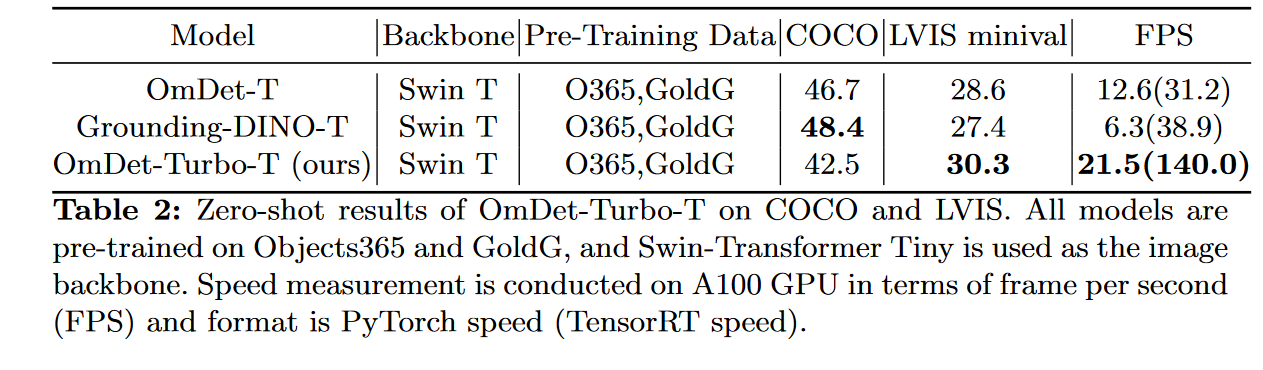 Model Backbone Pre-Training Data COCO LVIS minival FPS
OmDet-T Swin T O365,GoldG 46.7 28.6 12.6(31.2)
Grounding-DINO-T Swin T O365,GoldG 48.4 27.4 6.3(38.9)
OmDet-Turbo-T (ours) Swin T O365,GoldG 42.5 30.3 21.5(140.0)
Table 2: Zero-shot results of OmDet-Turbo-T on COCO and LVIS. All models are
pre-trained on Objects365 and GoldG, and Swin-Transformer Tiny is used as the image
backbone. Speed measurement is conducted on A100 GPU in terms of frame per second
(FPS) and format is PyTorch speed (TensorRT speed).